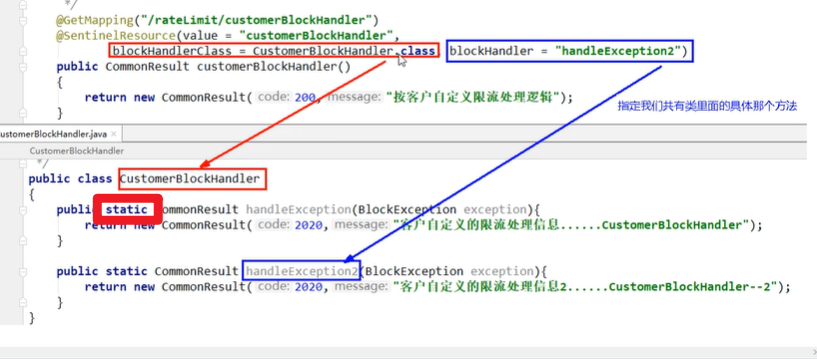 */
@GetMapping("/rateLimit/customerBlockHandler")
@SentinelResource(value = "customerBlockHandler",
blockHandlerClass = CustomerBlockHandler.class, blockHandler = "handleException2")
public CommonResult customerBlockHandler()
{
return new CommonResult( code: 200, message: "按客户自定义限流处理逻辑");
}
指定我们共有类里面的具体那个方法
ustomerBlockHandler.java ×
CustomerBlockHandler
*/
public class CustomerBlockHandler
{
public static CommonResult handleException(BlockException exception){
return new CommonResult( code: 2020, message: "客户自定义的限流处理信息......CustomerBlockHandler");
}
public static CommonResult handleException2(BlockException exception){
return new CommonResult( code: 2020, message: "客户自定义的限流处理信息2......CustomerBlockHandler--2");
}
}